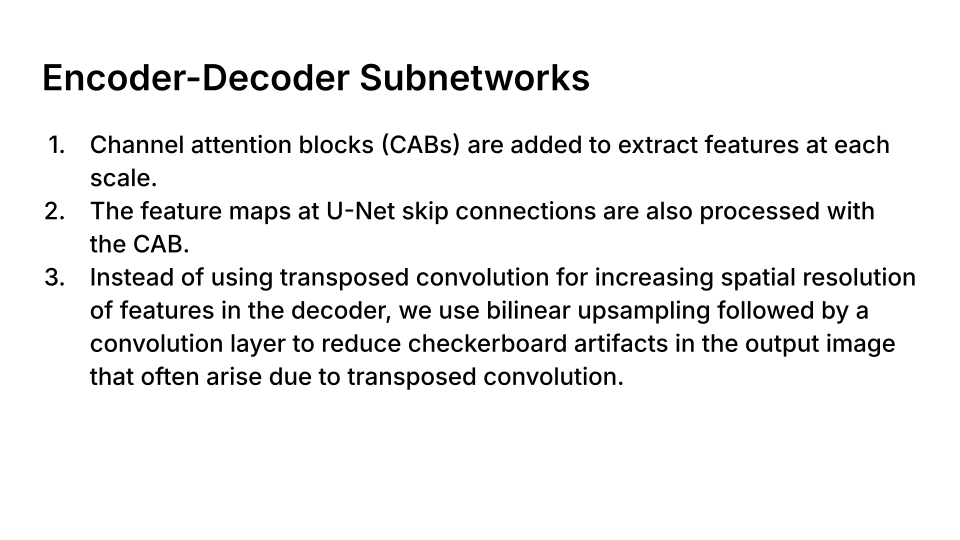 Encoder-Decoder Subnetworks
1. Channel attention blocks (CABs) are added to extract features at each
scale.
2. The feature maps at U-Net skip connections are also processed with
the CAB.
3. Instead of using transposed convolution for increasing spatial resolution
of features in the decoder, we use bilinear upsampling followed by a
convolution layer to reduce checkerboard artifacts in the output image
that often arise due to transposed convolution.